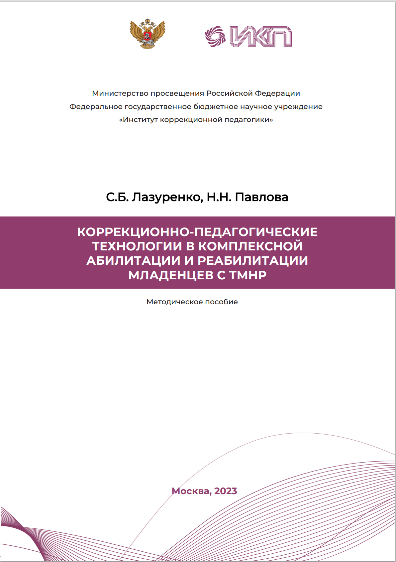 ИКП
Министерство просвещения Российской Федерации
Федеральное государственное бюджетное научное учреждение
«Институт коррекционной педагогики»
С.Б. Лазуренко, Н.Н. Павлова
КОРРЕКЦИОННО-ПЕДАГОГИЧЕСКИЕ
ТЕХНОЛОГИИ В КОМПЛЕКСНОЙ
АБИЛИТАЦИИ И РЕАБИЛИТАЦИИ
МЛАДЕНЦЕВ С ТМНР
Методическое пособие
Москва, 2023